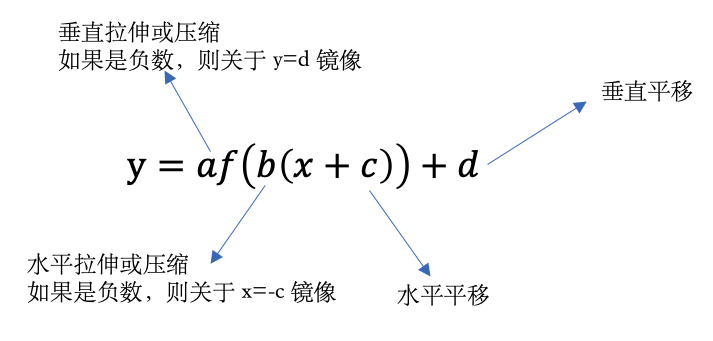 垂直拉伸或压缩
如果是负数，则关于 y=d 镜像
垂直平移
y = af(b(x + c)) + d
水平拉伸或压缩
如果是负数，则关于 x=-c 镜像
水平平移